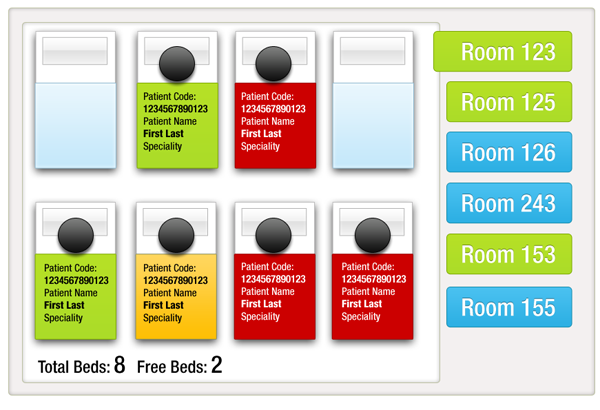 Patient Code:
1234567890123
Patient Name
First Last
Speciality
Patient Code:
1234567890123
Patient Name
First Last
Speciality
Patient Code:
1234567890123
Patient Name
First Last
Speciality
Patient Code:
1234567890123
Patient Name
First Last
Speciality
Patient Code:
1234567890123
Patient Name
First Last
Speciality
Patient Code:
1234567890123
Patient Name
First Last
Speciality
Total Beds: 8 Free Beds: 2
Room 123
Room 125
Room 126
Room 243
Room 153
Room 155